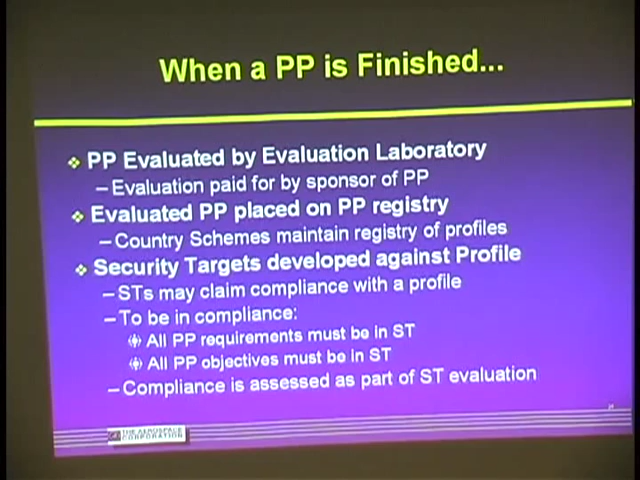 When a PP is Finished...
PP Evaluated by Evaluation Laboratory
– Evaluation paid for by sponsor of PP
Evaluated PP placed on PP registry
– Country Schemes maintain registry of profiles
Security Targets developed against Profile
– STs may claim compliance with a profile
– To be in compliance:
All PP requirements must be in ST
All PP objectives must be in ST
– Compliance is assessed as part of ST evaluation
THE AEROSPACE
CORPORATION